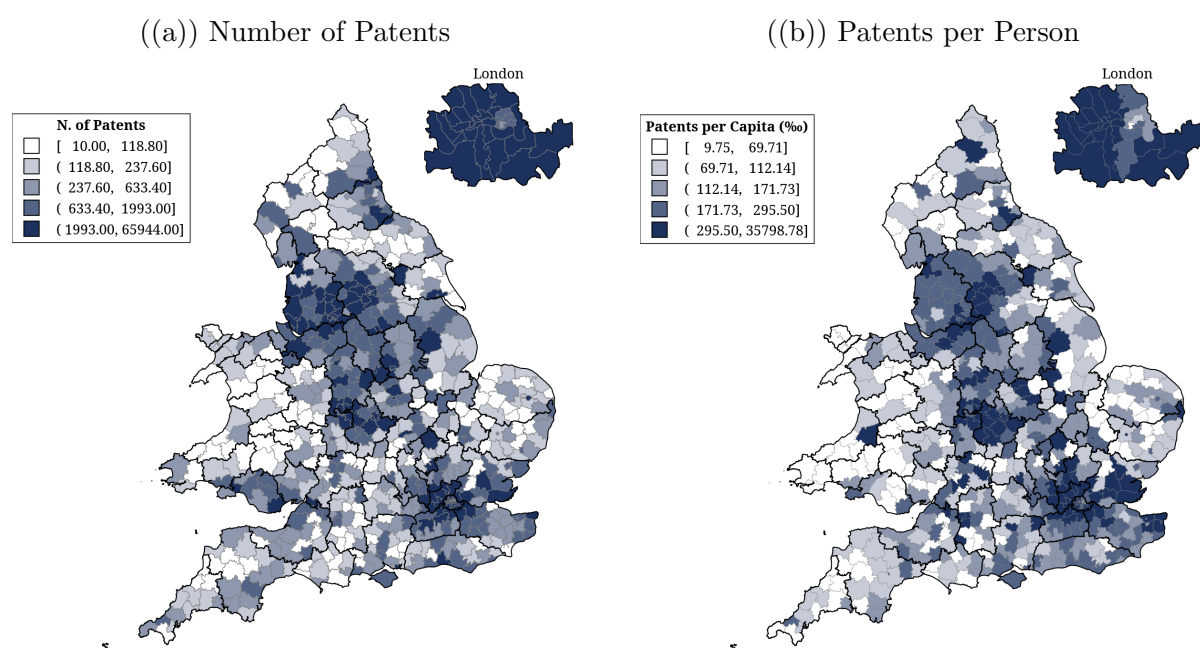 ((a)) Number of Patents
London
N. of Patents
[ 10.00, 118.80]
( 118.80, 237.60]
( 237.60, 633.40]
( 633.40, 1993.00]
( 1993.00, 65944.00]
((b)) Patents per Person
London
Patents per Capita (‰)
[ 9.75, 69.71]
( 69.71, 112.14]
( 112.14, 171.73]
( 171.73, 295.50]
( 295.50, 35798.78]